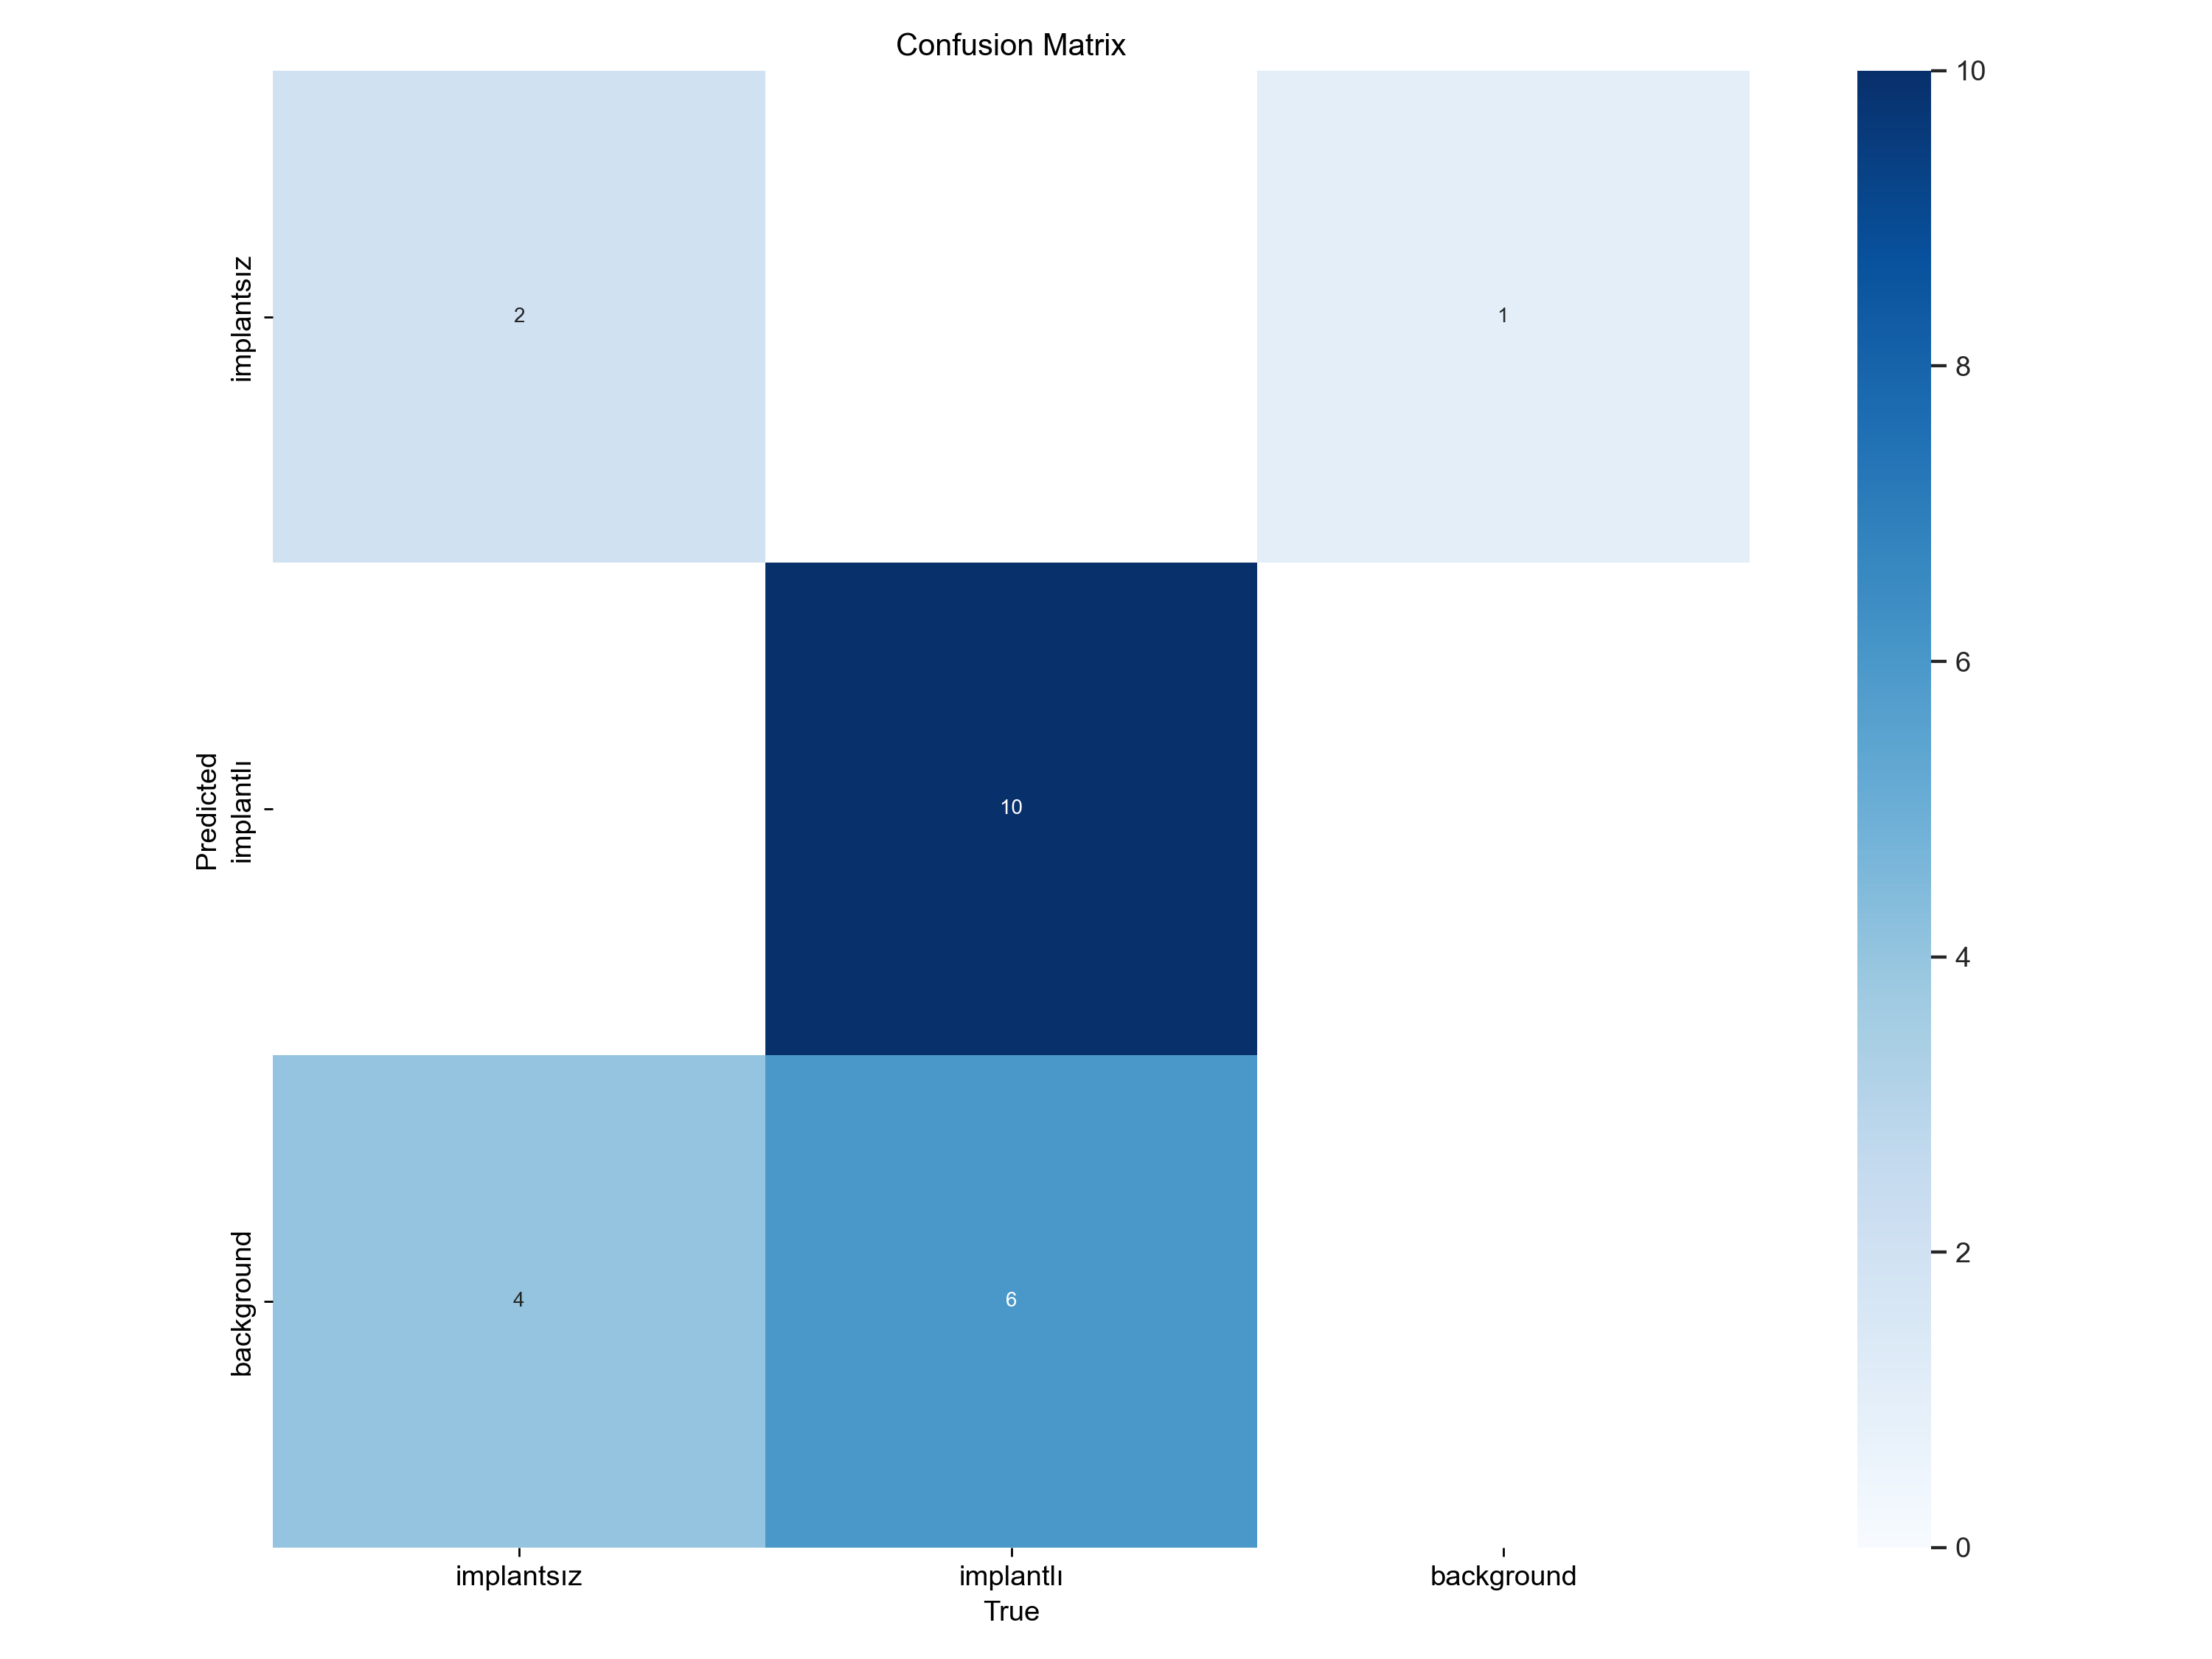 Confusion Matrix
implantsız
2
1
Predicted
implantlı
10
background
4
6
implantsız
implantlı
background
True
10
8
6
4
2
0